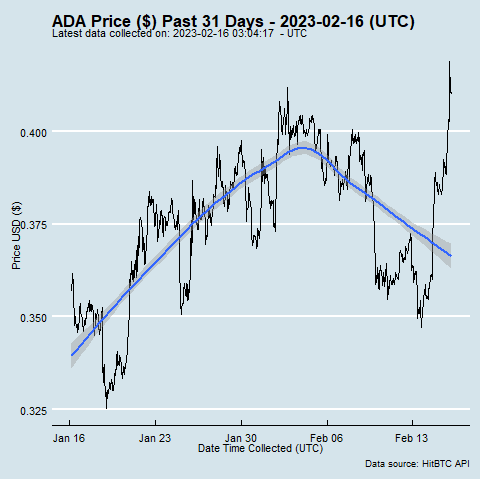 ADA Price ($) Past 31 Days - 2023-02-16 (UTC)
Latest data collected on: 2023-02-16 03:04:17 - UTC
0.400
0.375
0.350
0.325
Price USD ($)
Jan 16 Jan 23 Jan 30 Feb 06 Feb 13
Date Time Collected (UTC)
Data source: HitBTC API